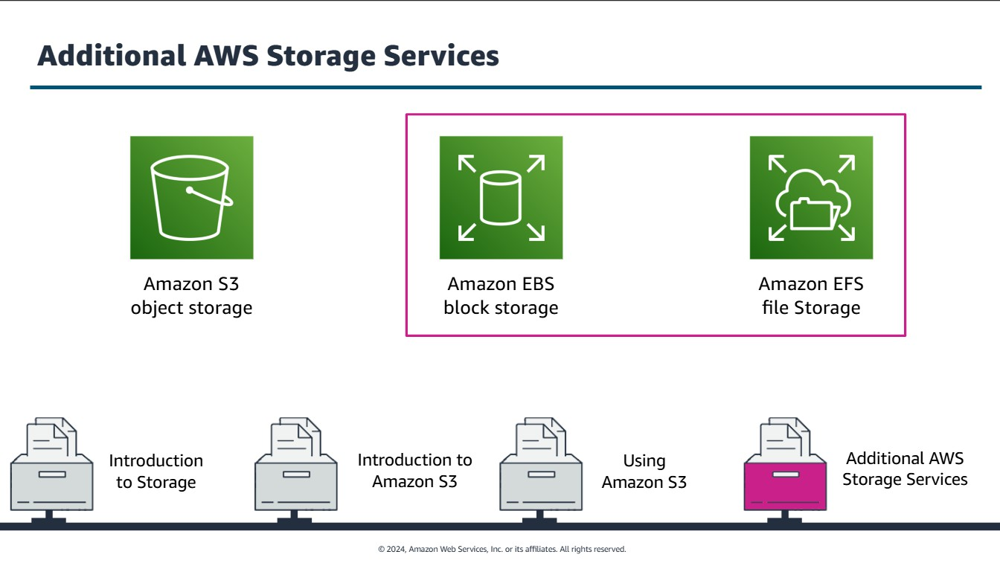 Additional AWS Storage Services
Amazon S3
object storage
Amazon EBS
block storage
Amazon EFS
file Storage
Introduction
to Storage
Introduction to
Amazon S3
Using
Amazon S3
Additional AWS
Storage Services
© 2024, Amazon Web Services, Inc. or its affiliates. All rights reserved.